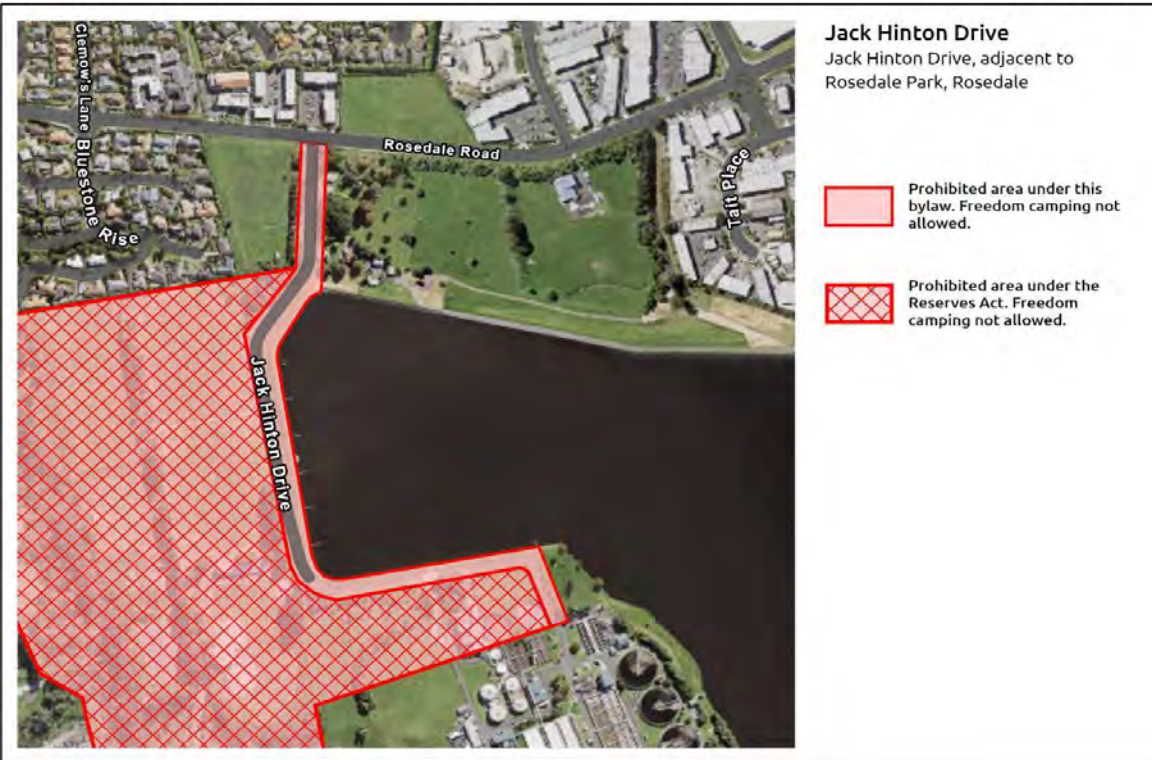 Jack Hinton Drive
Jack Hinton Drive, adjacent to
Rosedale Park, Rosedale
Prohibited area under this
bylaw. Freedom camping not
allowed.
Prohibited area under the
Reserves Act. Freedom
camping not allowed.
Clemow's Lane
Bluestone Rise
Rosedale Road
Tait Place
Jack Hinton Drive